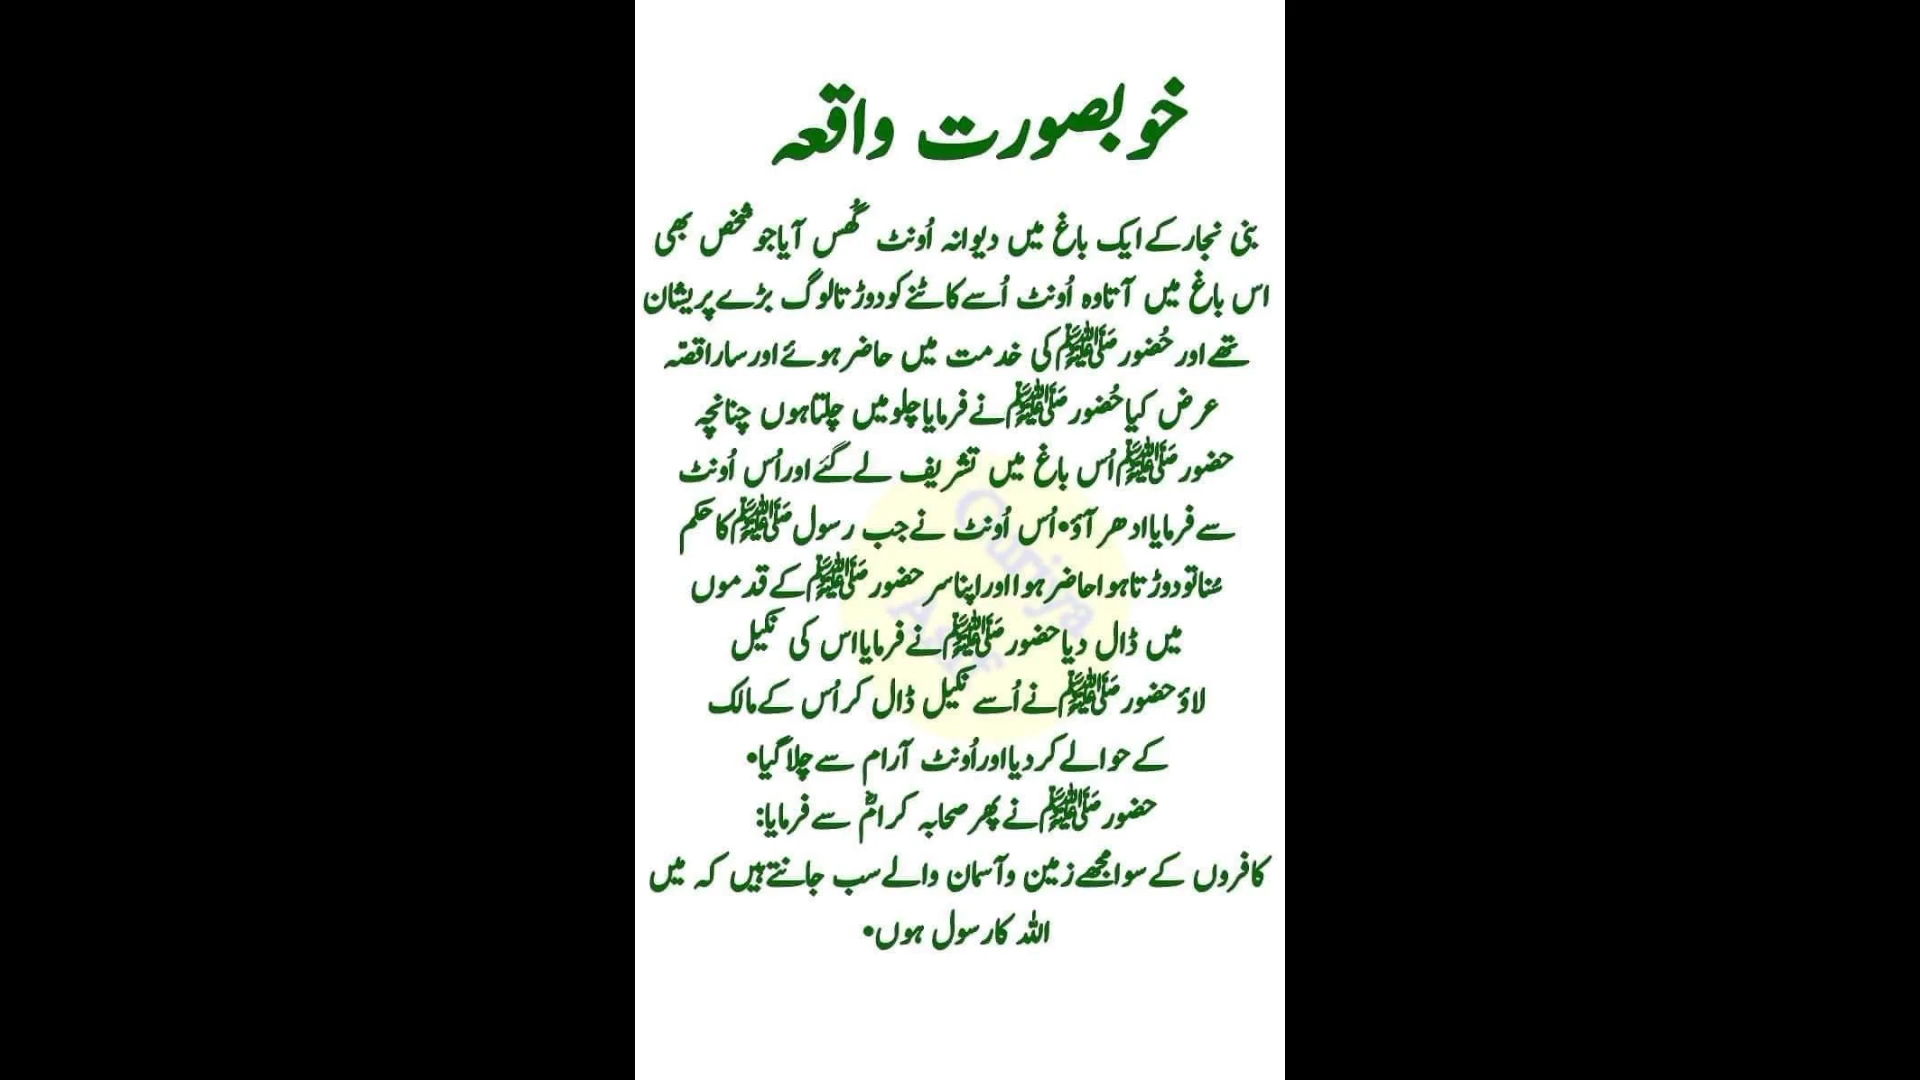 خوبصورت واقعہ
بنی نجار کے ایک باغ میں دیوانہ اُونٹ گُھس آیا جو شخص بھی
اس باغ میں آتا وہ اُونٹ اُسے کاٹنے کو دوڑتا لوگ بڑے پریشان
تھے اور حُضور ﷺ کی خدمت میں حاضر ہوئے اور سارا قصّہ
عرض کیا حُضور ﷺ نے فرمایا چلو میں چلتا ہوں چنانچہ
حضور ﷺ اُس باغ میں تشریف لے گئے اور اُس اُونٹ
سے فرمایا ادھر آؤ• اُس اُونٹ نے جب رسول ﷺ کا حکم
سُنا تو دوڑتا ہوا حاضر ہوا اور اپنا سر حضور ﷺ کے قدموں
میں ڈال دیا حضور ﷺ نے فرمایا اس کی نکیل
لاؤ حضور ﷺ نے اُسے نکیل ڈال کر اُس کے مالک
کے حوالے کر دیا اور اُونٹ آرام سے چلا گیا•
حضور ﷺ نے پھر صحابہ کرامؓ سے فرمایا:
کافروں کے سوا مجھے زمین و آسمان والے سب جانتے ہیں کہ میں
اللہ کا رسول ہوں•
Guriya
Asif